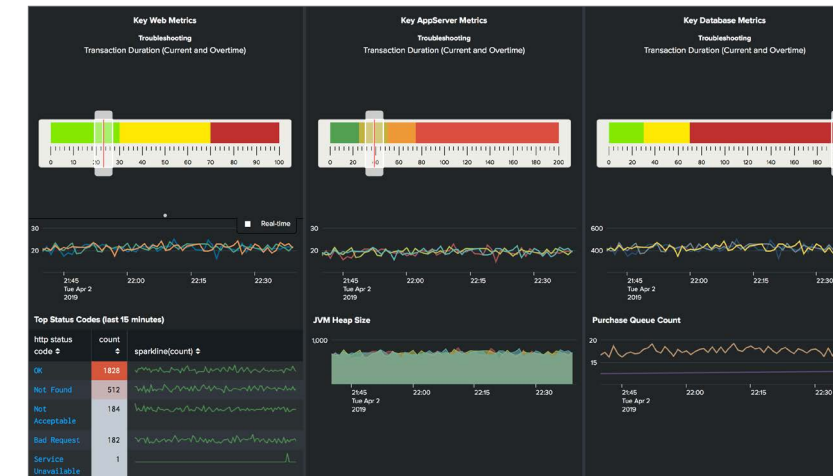 Key Web Metrics
Troubleshooting
Transaction Duration (Current and Overtime)
0 10 20 30 40 50 60 70 80 90 100
Real-time
30
20
21:45 22:00 22:15 22:30
Tue Apr 2
2019
Top Status Codes (last 15 minutes)
http status code count sparkline(count)
OK 1828
Not Found 512
Not Acceptable 184
Bad Request 182
Service Unavailable 1
Key AppServer Metrics
Troubleshooting
Transaction Duration (Current and Overtime)
0 20 40 60 80 100 120 140 160 180 200
30
20
21:45 22:00 22:15 22:30
Tue Apr 2
2019
JVM Heap Size
1,000
21:45 22:00 22:15 22:30
Tue Apr 2
2019
Key Database Metrics
Troubleshooting
Transaction Duration (Current and Overtime)
0 20 40 60 80 100 120 140 160 180
600
400
21:45 22:00 22:15 22:30
Tue Apr 2
2019
Purchase Queue Count
20
15
21:45 22:00 22:15 22:30
Tue Apr 2
2019